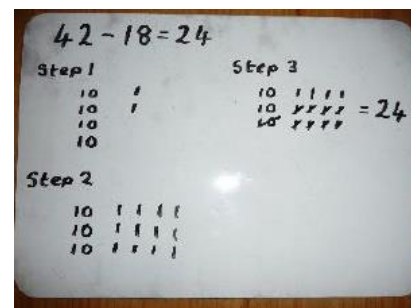 42 - 18 = 24
Step 1
10 ı
10 ı
10
10
Step 2
10 ı ı ı ı
10 ı ı ı ı
10 ı ı ı ı
Step 3
10 ı ı ı ı
10 ı ı ı ı = 24
10 ı ı ı ı